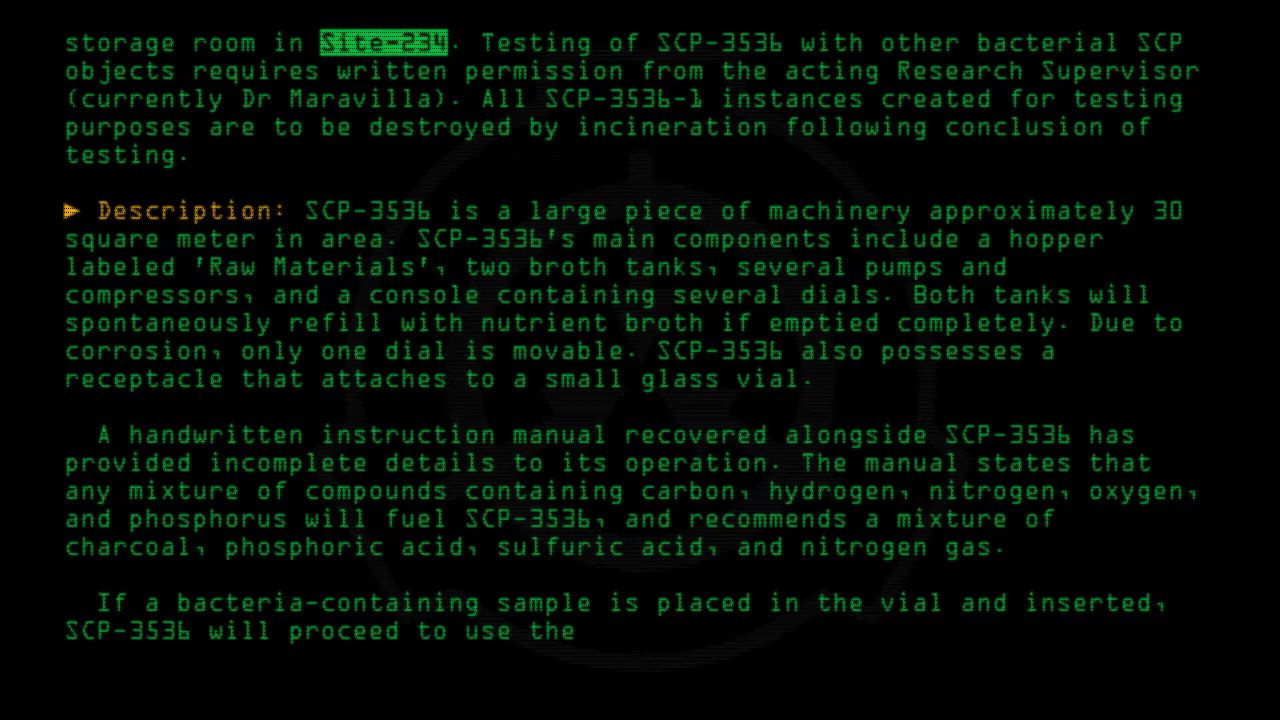 storage room in Site-234. Testing of SCP-3536 with other bacterial SCP
objects requires written permission from the acting Research Supervisor
(currently Dr Maravilla). All SCP-3536-1 instances created for testing
purposes are to be destroyed by incineration following conclusion of
testing.
► Description: SCP-3536 is a large piece of machinery approximately 30
square meter in area. SCP-3536's main components include a hopper
labeled 'Raw Materials', two broth tanks, several pumps and
compressors, and a console containing several dials. Both tanks will
spontaneously refill with nutrient broth if emptied completely. Due to
corrosion, only one dial is movable. SCP-3536 also possesses a
receptacle that attaches to a small glass vial.
A handwritten instruction manual recovered alongside SCP-3536 has
provided incomplete details to its operation. The manual states that
any mixture of compounds containing carbon, hydrogen, nitrogen, oxygen,
and phosphorus will fuel SCP-3536, and recommends a mixture of
charcoal, phosphoric acid, sulfuric acid, and nitrogen gas.
If a bacteria-containing sample is placed in the vial and inserted,
SCP-3536 will proceed to use the